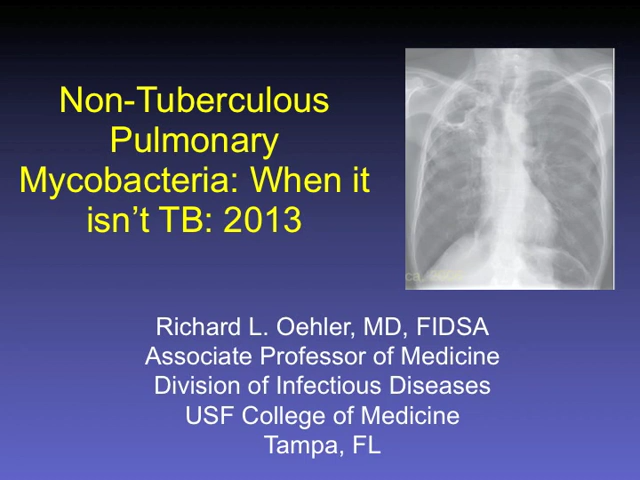 Non-Tuberculous
Pulmonary
Mycobacteria: When it
isn’t TB: 2013
Richard L. Oehler, MD, FIDSA
Associate Professor of Medicine
Division of Infectious Diseases
USF College of Medicine
Tampa, FL